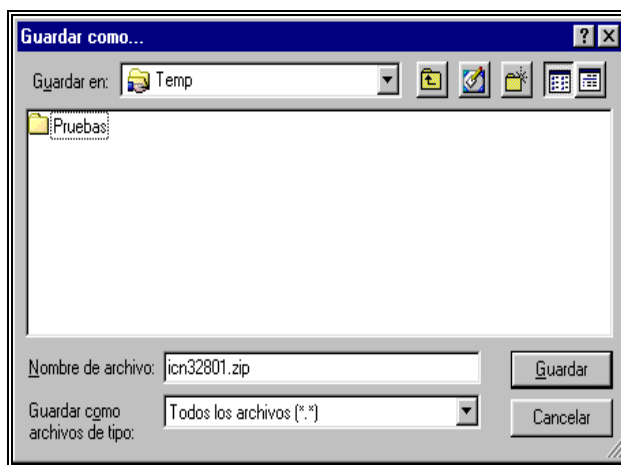 Guardar como...
Guardar en: Temp
Pruebas
Nombre de archivo: icn32801.zip Guardar
Guardar como
archivos de tipo: Todos los archivos (*.*) Cancelar